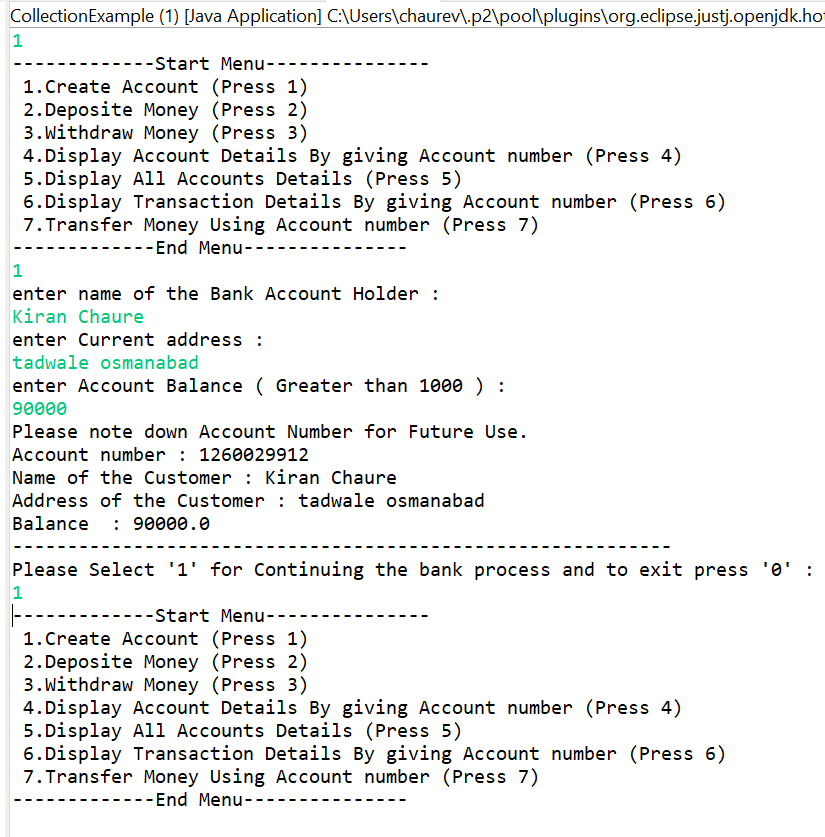 CollectionExample (1) [Java Application] C:\Users\chaurev\.p2\pool\plugins\org.eclipse.justj.openjdk.hot
1
-------------Start Menu---------------
 1.Create Account (Press 1)
 2.Deposite Money (Press 2)
 3.Withdraw Money (Press 3)
 4.Display Account Details By giving Account number (Press 4)
 5.Display All Accounts Details (Press 5)
 6.Display Transaction Details By giving Account number (Press 6)
 7.Transfer Money Using Account number (Press 7)
-------------End Menu---------------
1
enter name of the Bank Account Holder :
Kiran Chaure
enter Current address :
tadwale osmanabad
enter Account Balance ( Greater than 1000 ) :
90000
Please note down Account Number for Future Use.
Account number : 1260029912
Name of the Customer : Kiran Chaure
Address of the Customer : tadwale osmanabad
Balance  : 90000.0
------------------------------------------------------------
Please Select '1' for Continuing the bank process and to exit press '0' :
1
-------------Start Menu---------------
 1.Create Account (Press 1)
 2.Deposite Money (Press 2)
 3.Withdraw Money (Press 3)
 4.Display Account Details By giving Account number (Press 4)
 5.Display All Accounts Details (Press 5)
 6.Display Transaction Details By giving Account number (Press 6)
 7.Transfer Money Using Account number (Press 7)
-------------End Menu---------------